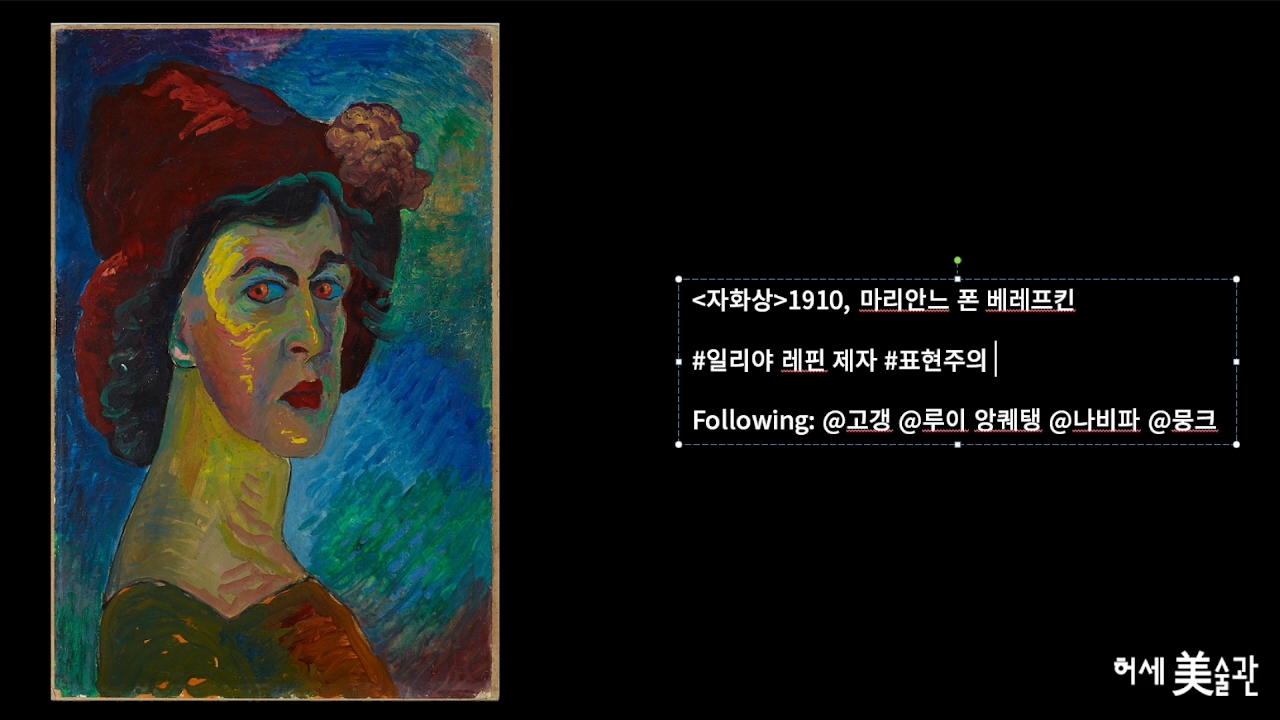 <자화상>1910, 마리안느 폰 베레프킨
#일리야 레핀 제자 #표현주의
Following: @고갱 @루이 앙퀘탱 @나비파 @뭉크
허세 美술관